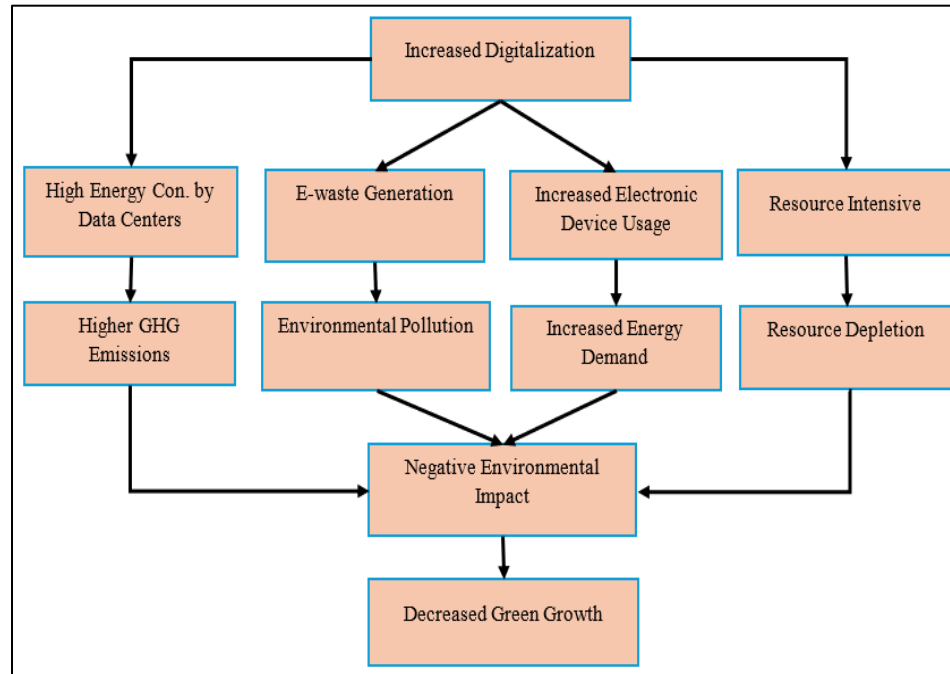 Increased Digitalization
High Energy Con. by
Data Centers
E-waste Generation
Increased Electronic
Device Usage
Resource Intensive
Higher GHG
Emissions
Environmental Pollution
Increased Energy
Demand
Resource Depletion
Negative Environmental
Impact
Decreased Green Growth